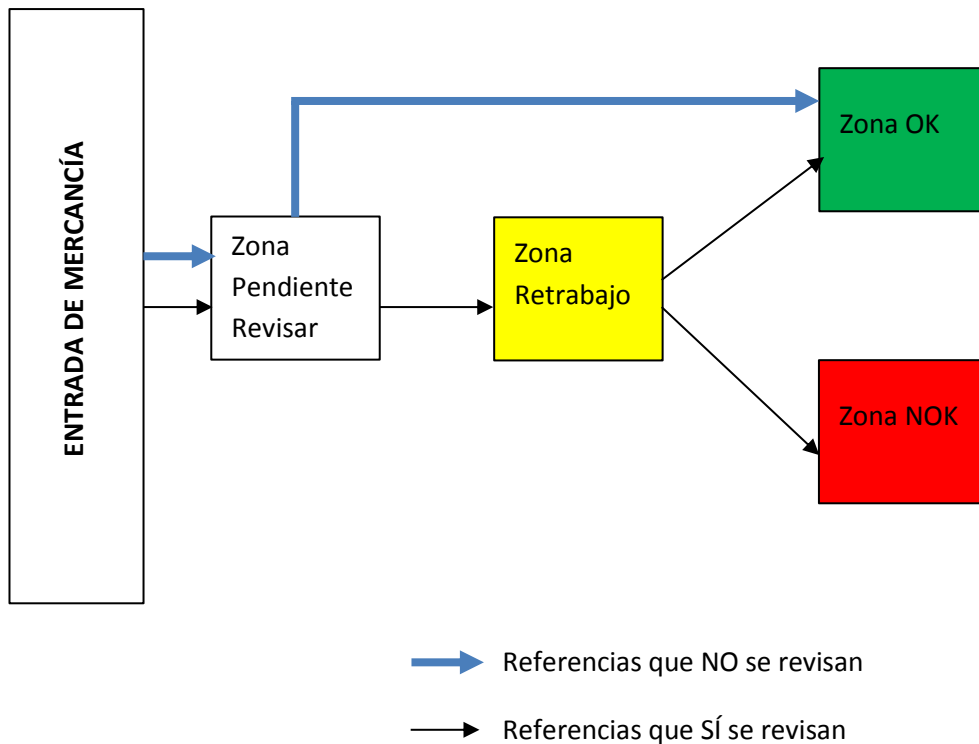 ENTRADA DE MERCANCÍA
Zona
Pendiente
Revisar
Zona
Retrabajo
Zona OK
Zona NOK
Referencias que NO se revisan
Referencias que SÍ se revisan